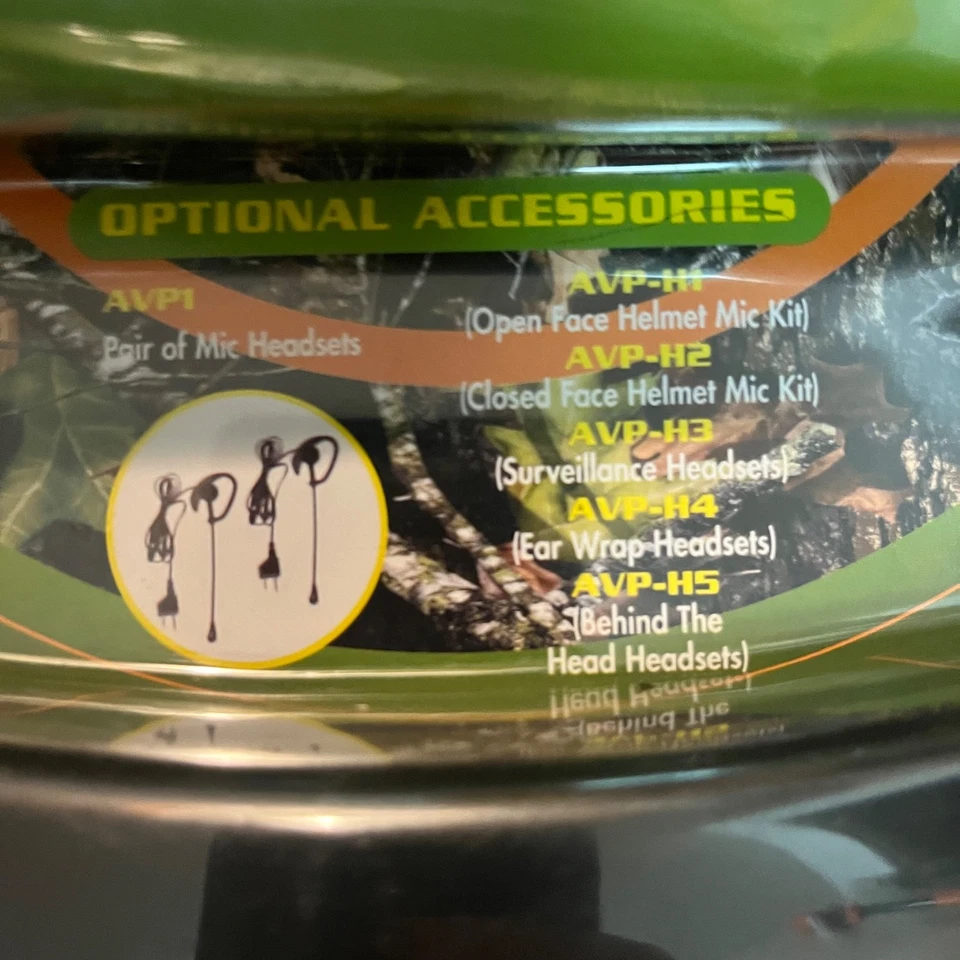 OPTIONAL ACCESSORIES
AVP1
Pair of Mic Headsets
AVP-H1
(Open Face Helmet Mic Kit)
AVP-H2
(Closed Face Helmet Mic Kit)
AVP-H3
(Surveillance Headsets)
AVP-H4
(Ear Wrap Headsets)
AVP-H5
(Behind The
Head Headsets)